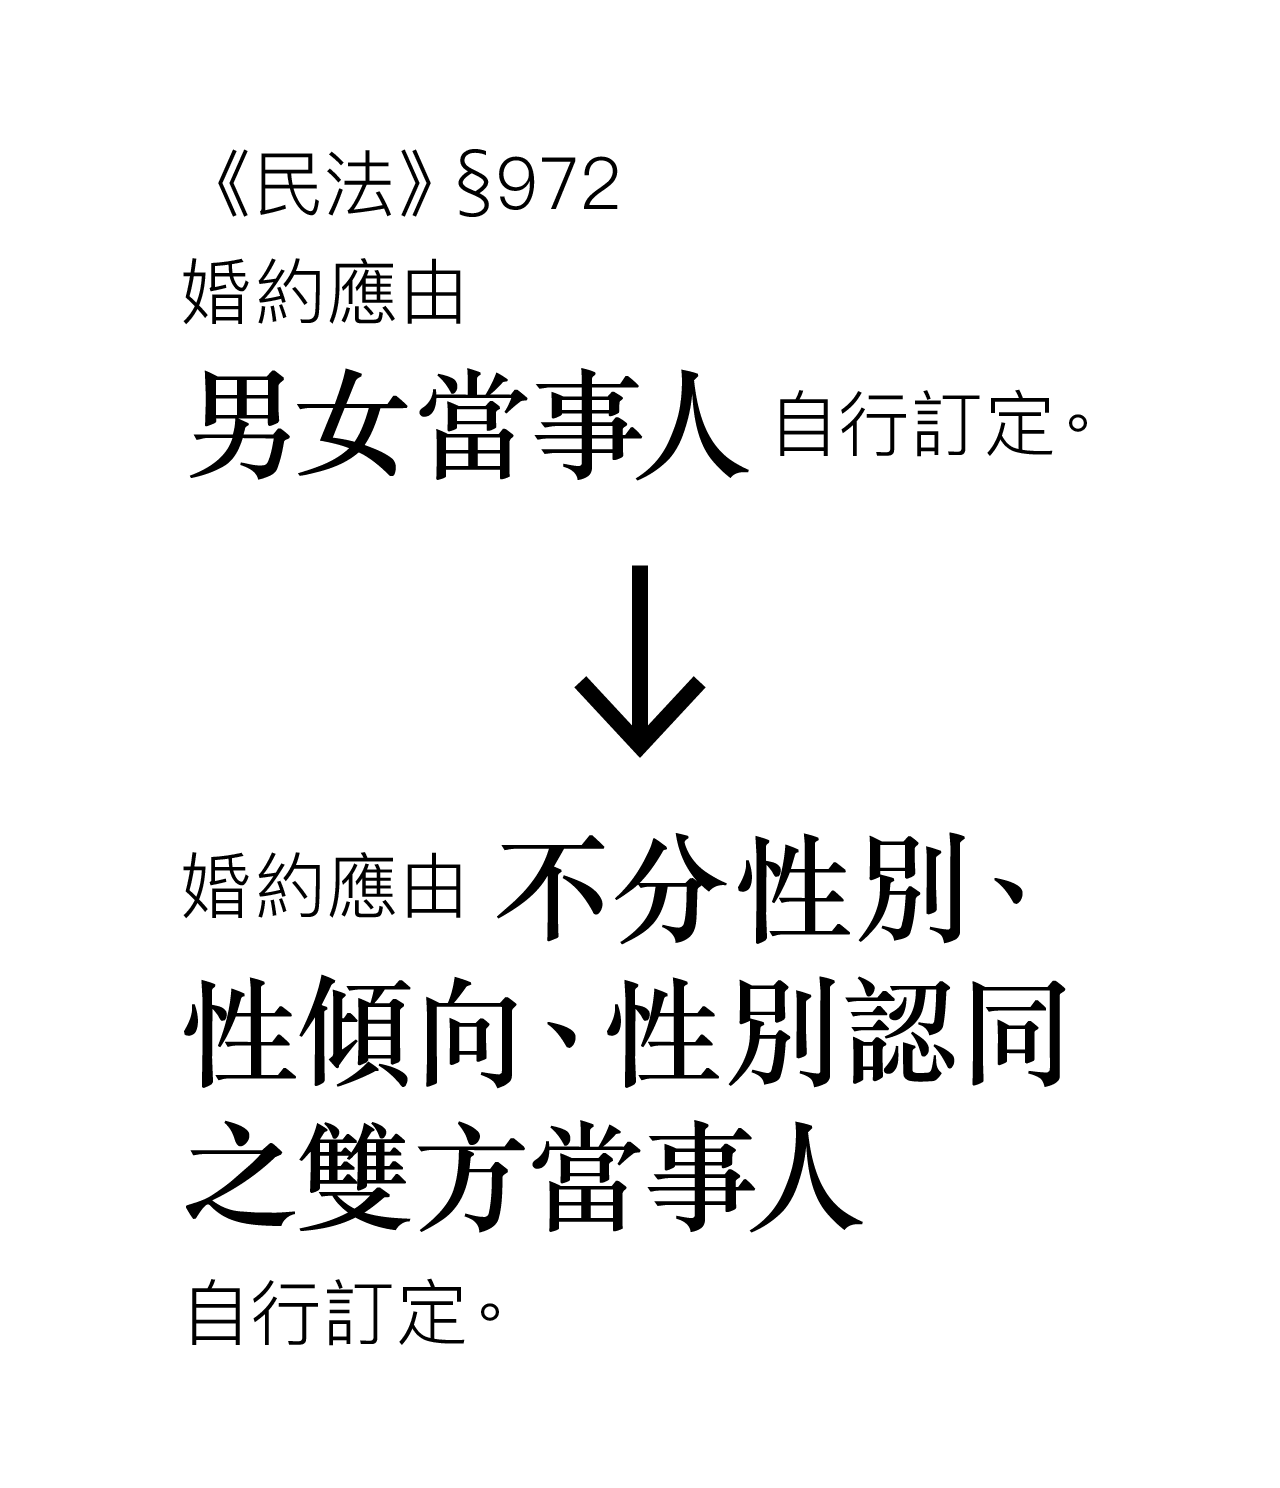 《民法》§972
婚約應由
男女當事人 自行訂定。
↓
婚約應由 不分性別、
性傾向、性別認同
之雙方當事人
自行訂定。